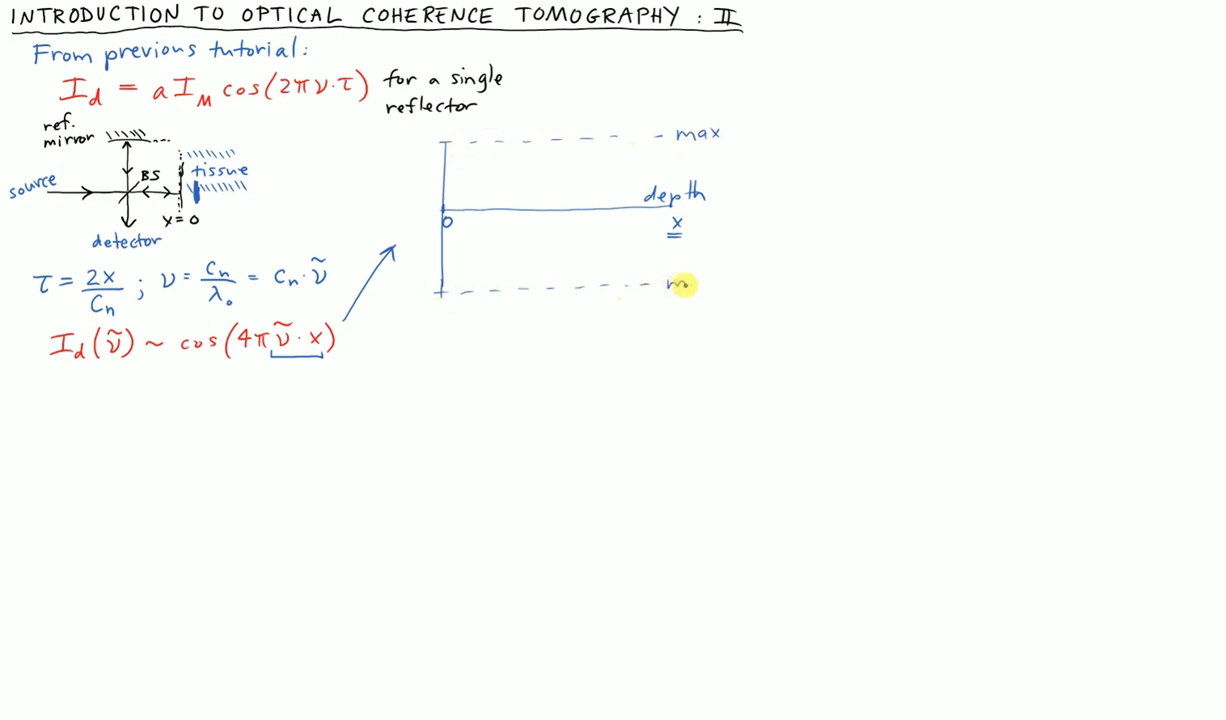 INTRODUCTION TO OPTICAL COHERENCE TOMOGRAPHY : II
From previous tutorial:
I_d = a I_M cos(2πν·τ) for a single
reflector
ref.
mirror
max
BS
tissue
source
depth
0
x
x = 0
detector
τ = 2x/C_n ; ν = C_n/λ₀ = C_n · ν̃
I_d(ν̃) ~ cos(4πν̃ · x)